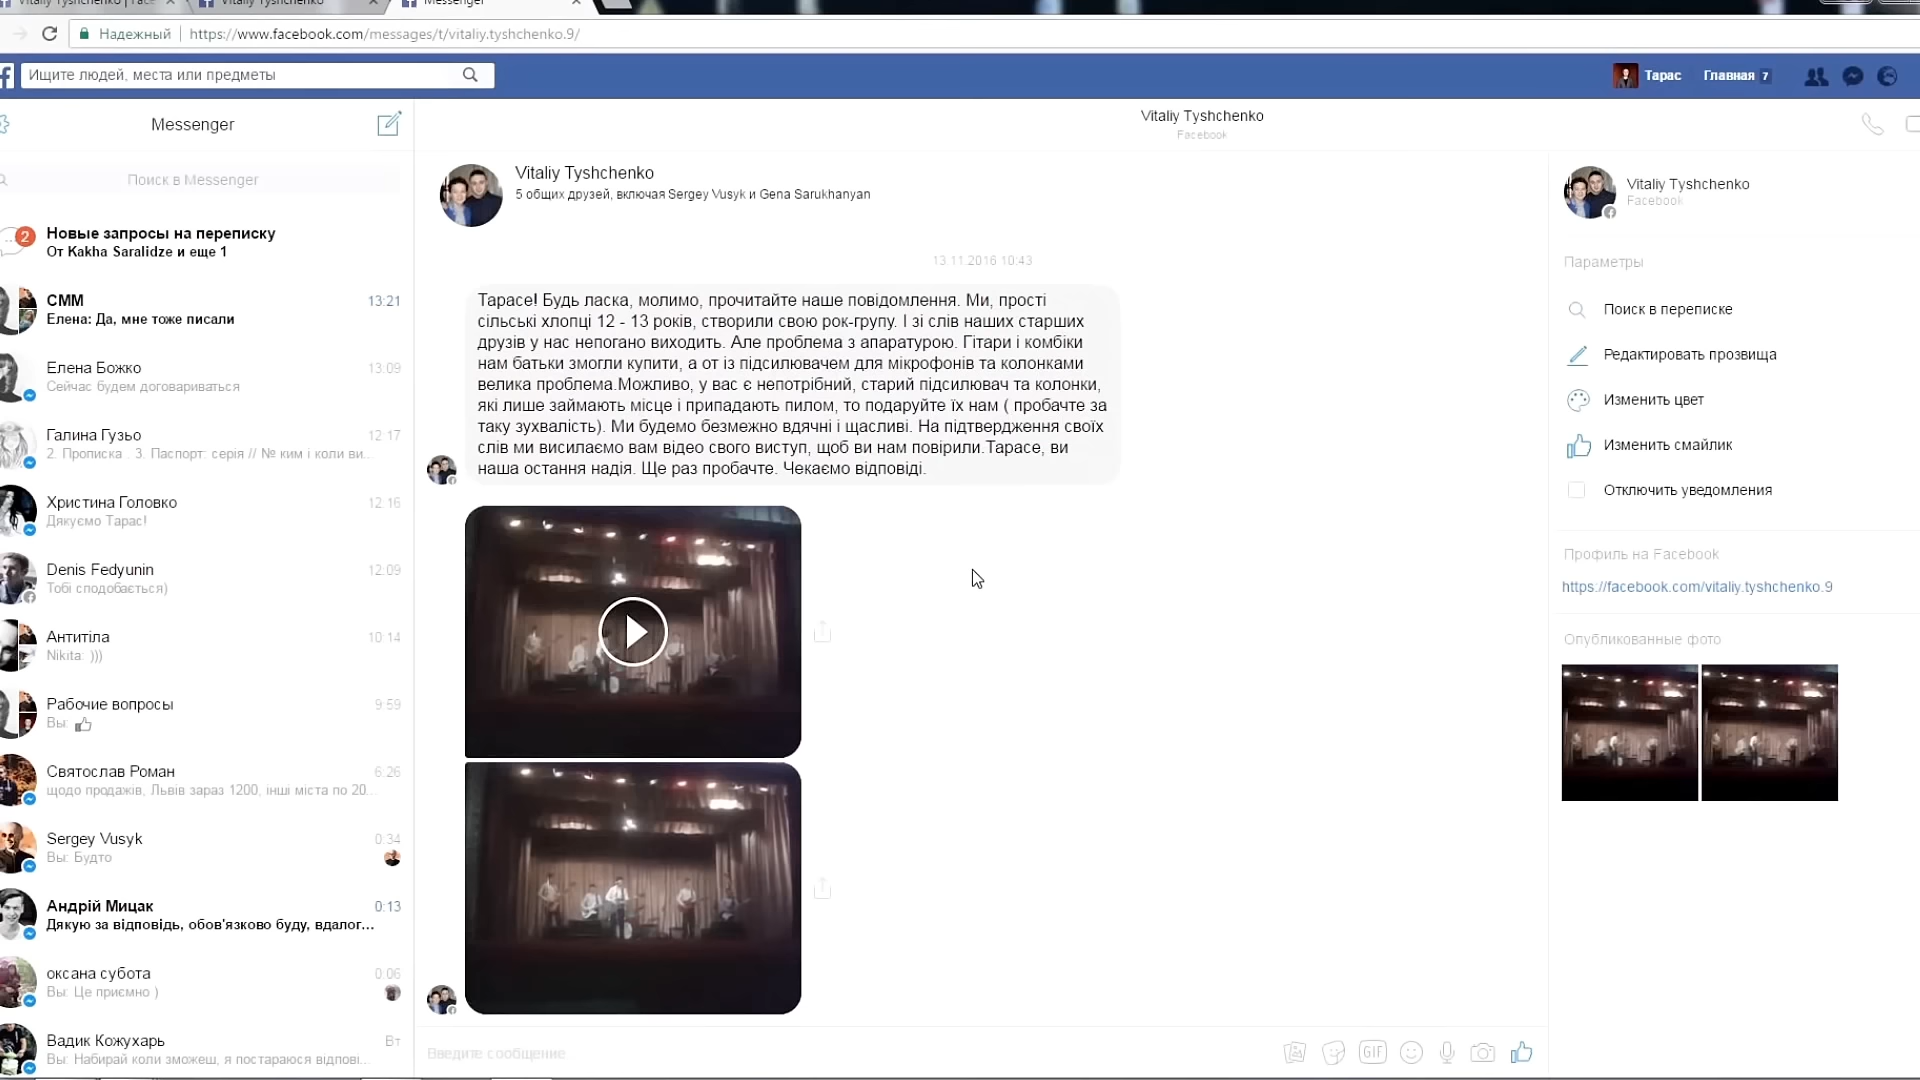 Vitaliy Tyshchenko
Messenger
Надежный
https://www.facebook.com/messages/t/vitaliy.tyshchenko.9/
Ищите людей, места или предметы
Тарас
Главная 7
Messenger
Поиск в Messenger
2
Новые запросы на переписку
От Kakha Saralidze и еще 1
СММ 13:21
Елена: Да, мне тоже писали
Елена Божко 13:09
Сейчас будем договариваться
Галина Гузьо 12:17
2. Прописка . 3. Паспорт: серія // № ким і коли ви...
Христина Головко 12:16
Дякуємо Тарас!
Denis Fedyunin 12:09
Тобі сподобається)
Антитіла 10:14
Nikita: )))
Рабочие вопросы 9:59
Вы:
Святослав Роман 6:26
щодо продажів, Львів зараз 1200, інші міста по 20...
Sergey Vusyk 0:34
Вы: Будто
Андрій Мицак 0:13
Дякую за відповідь, обов'язково буду, вдалог...
оксана субота 0:06
Вы: Це приємно )
Вадик Кожухарь Вт
Вы: Набирай коли зможеш, я постараюся відпові...
Vitaliy Tyshchenko
Facebook
Vitaliy Tyshchenko
5 общих друзей, включая Sergey Vusyk и Gena Sarukhanyan
13.11.2016 10:43
Тарасе! Будь ласка, молимо, прочитайте наше повідомлення. Ми, прості
сільські хлопці 12 - 13 років, створили свою рок-групу. І зі слів наших старших
друзів у нас непогано виходить. Але проблема з апаратурою. Гітари і комбіки
нам батьки змогли купити, а от із підсилювачем для мікрофонів та колонками
велика проблема.Можливо, у вас є непотрібний, старий підсилювач та колонки,
які лише займають місце і припадають пилом, то подаруйте їх нам ( пробачте за
таку зухвалість). Ми будемо безмежно вдячні і щасливі. На підтвердження своїх
слів ми висилаємо вам відео свого виступ, щоб ви нам повірили.Тарасе, ви
наша остання надія. Ще раз пробачте. Чекаємо відповіді.
Введите сообщение
GIF
Vitaliy Tyshchenko
Facebook
Параметры
Поиск в переписке
Редактировать прозвища
Изменить цвет
Изменить смайлик
Отключить уведомления
Профиль на Facebook
https://facebook.com/vitaliy.tyshchenko.9
Опубликованные фото